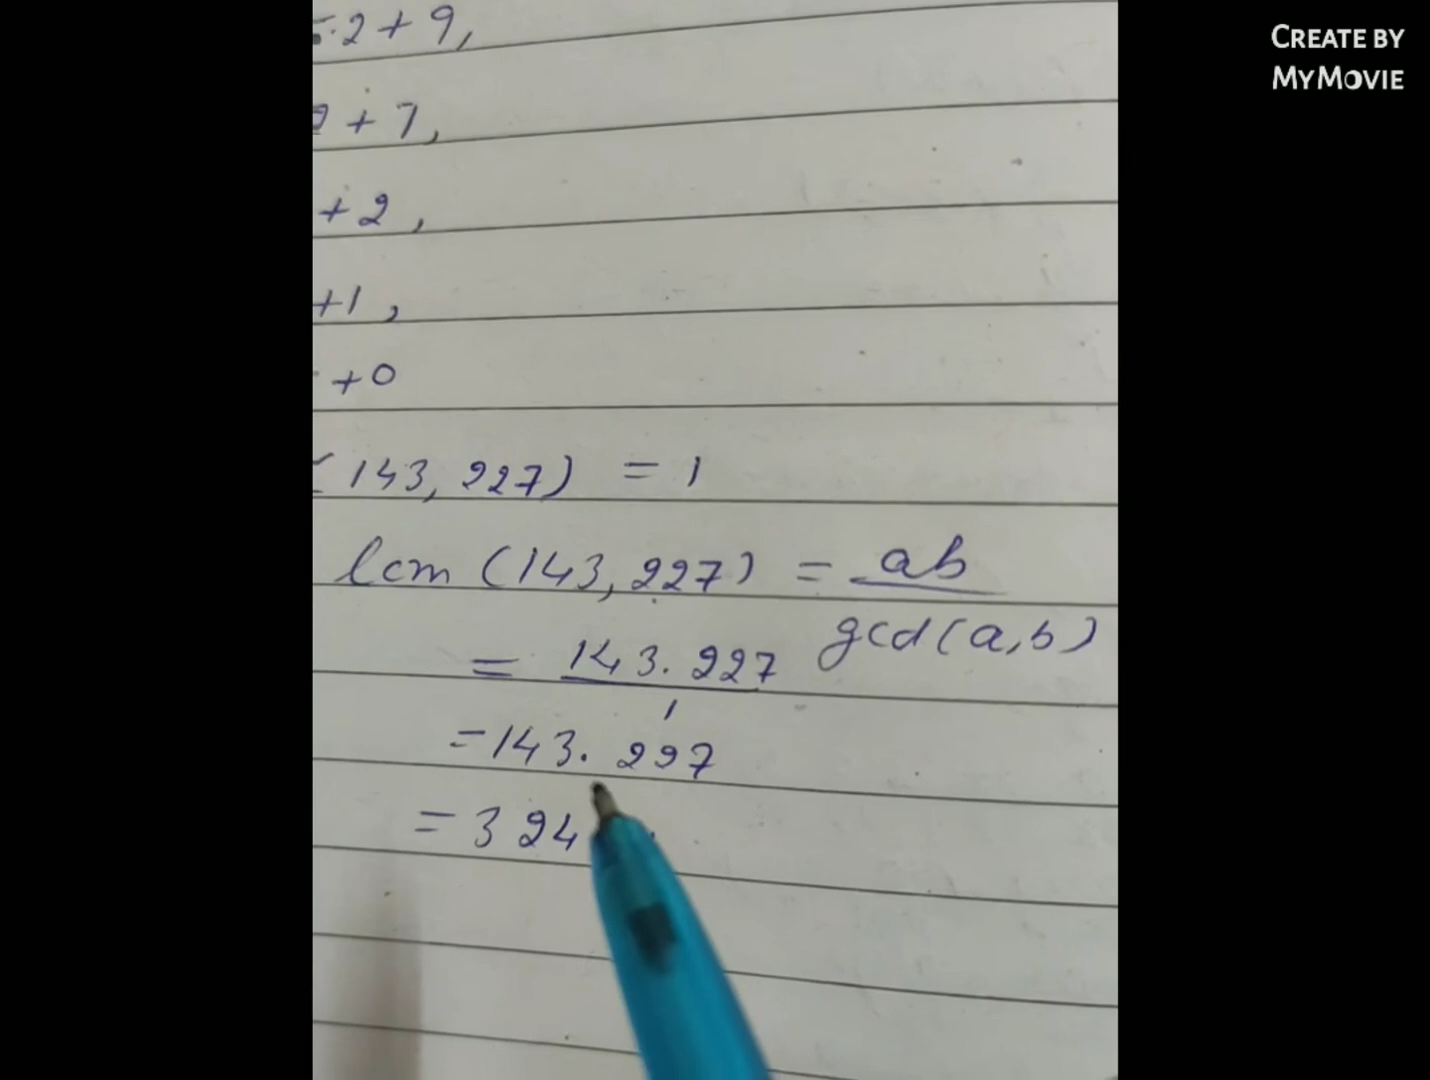 CREATE BY
MYMOVIE
=.2+9,
+7,
+2,
+1,
+0
(143, 227) = 1
lcm (143, 227) = ab
gcd(a,b)
= 143.227
1
=143. 227
=324